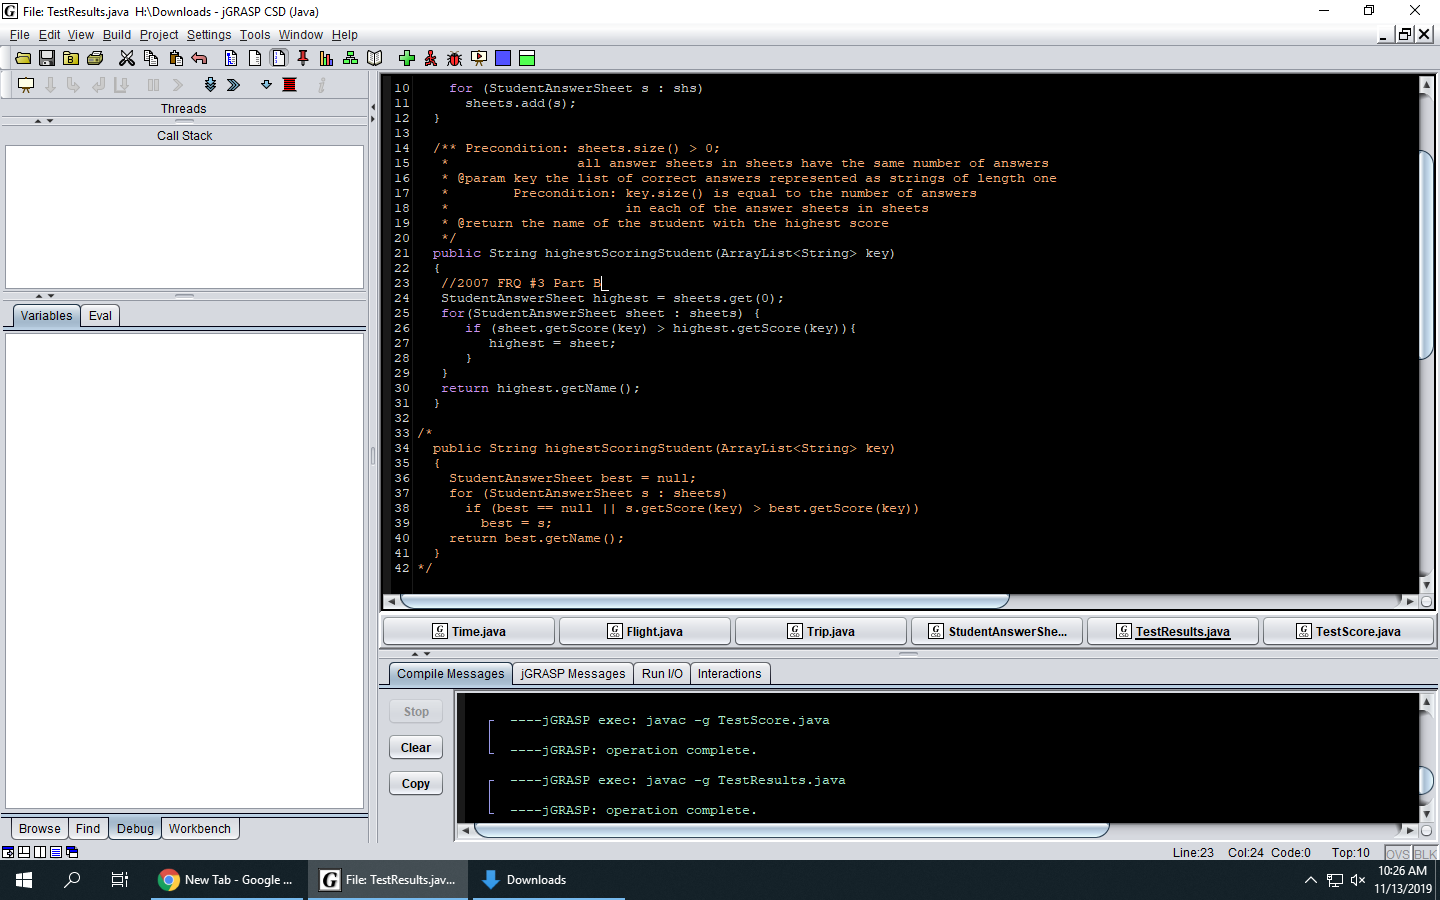 File: TestResults.java  H:\Downloads - jGRASP CSD (Java)
File Edit View Build Project Settings Tools Window Help
Threads
Call Stack
Variables Eval
Browse Find Debug Workbench
10     for (StudentAnswerSheet s : shs)
11       sheets.add(s);
12   }
13
14   /** Precondition: sheets.size() > 0;
15    *                all answer sheets in sheets have the same number of answers
16    * @param key the list of correct answers represented as strings of length one
17    *        Precondition: key.size() is equal to the number of answers
18    *                      in each of the answer sheets in sheets
19    * @return the name of the student with the highest score
20    */
21   public String highestScoringStudent(ArrayList<String> key)
22   {
23    //2007 FRQ #3 Part B
24    StudentAnswerSheet highest = sheets.get(0);
25    for(StudentAnswerSheet sheet : sheets) {
26       if (sheet.getScore(key) > highest.getScore(key)){
27          highest = sheet;
28       }
29    }
30    return highest.getName();
31   }
32
33 /*
34   public String highestScoringStudent(ArrayList<String> key)
35   {
36     StudentAnswerSheet best = null;
37     for (StudentAnswerSheet s : sheets)
38       if (best == null || s.getScore(key) > best.getScore(key))
39         best = s;
40     return best.getName();
41   }
42 */
Time.java Flight.java Trip.java StudentAnswerShe... TestResults.java TestScore.java
Compile Messages jGRASP Messages Run I/O Interactions
Stop
Clear
Copy
----jGRASP exec: javac -g TestScore.java
----jGRASP: operation complete.
----jGRASP exec: javac -g TestResults.java
----jGRASP: operation complete.
Line:23 Col:24 Code:0 Top:10 OVS BLK
New Tab - Google ... File: TestResults.jav... Downloads
10:26 AM
11/13/2019